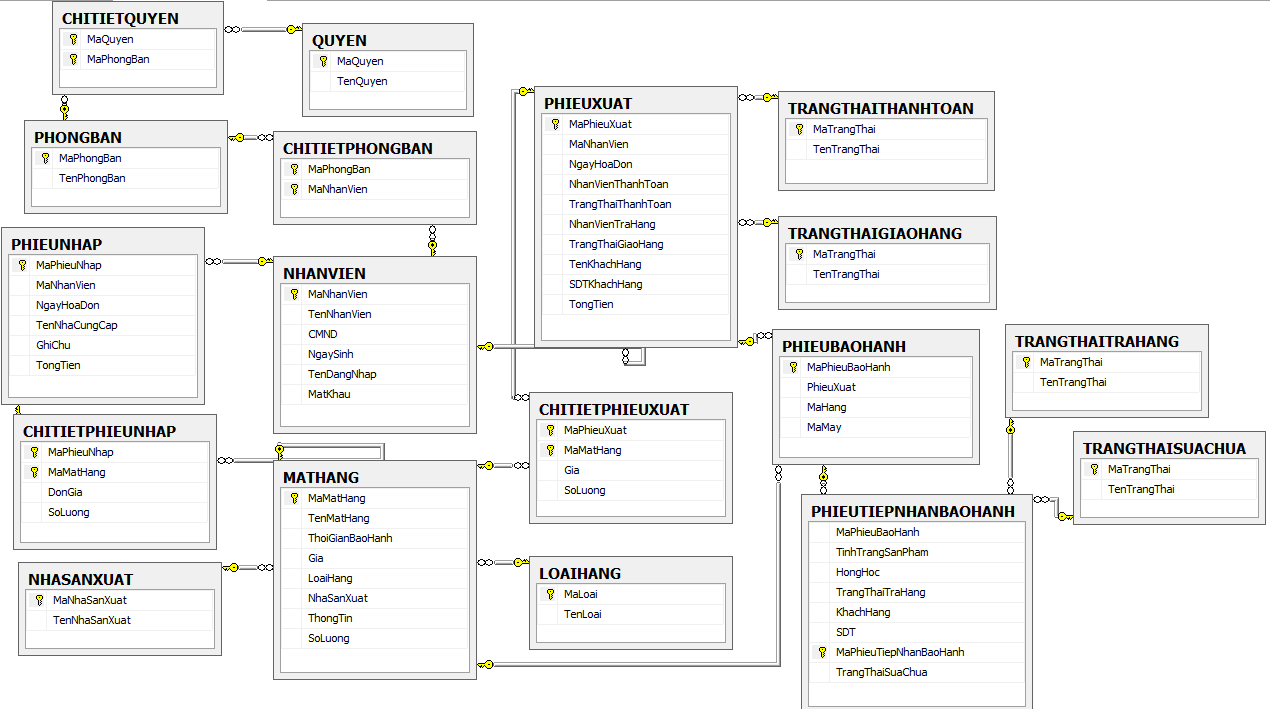 CHITIETQUYEN
MaQuyen
MaPhongBan
QUYEN
MaQuyen
TenQuyen
PHONGBAN
MaPhongBan
TenPhongBan
CHITIETPHONGBAN
MaPhongBan
MaNhanVien
PHIEUXUAT
MaPhieuXuat
MaNhanVien
NgayHoaDon
NhanVienThanhToan
TrangThaiThanhToan
NhanVienTraHang
TrangThaiGiaoHang
TenKhachHang
SDTKhachHang
TongTien
TRANGTHAITHANHTOAN
MaTrangThai
TenTrangThai
TRANGTHAIGIAOHANG
MaTrangThai
TenTrangThai
PHIEUNHAP
MaPhieuNhap
MaNhanVien
NgayHoaDon
TenNhaCungCap
GhiChu
TongTien
NHANVIEN
MaNhanVien
TenNhanVien
CMND
NgaySinh
TenDangNhap
MatKhau
PHIEUBAOHANH
MaPhieuBaoHanh
PhieuXuat
MaHang
MaMay
TRANGTHAITRAHANG
MaTrangThai
TenTrangThai
CHITIETPHIEUNHAP
MaPhieuNhap
MaMatHang
DonGia
SoLuong
CHITIETPHIEUXUAT
MaPhieuXuat
MaMatHang
Gia
SoLuong
TRANGTHAISUACHUA
MaTrangThai
TenTrangThai
MATHANG
MaMatHang
TenMatHang
ThoiGianBaoHanh
Gia
LoaiHang
NhaSanXuat
ThongTin
SoLuong
PHIEUTIEPNHANBAOHANH
MaPhieuBaoHanh
TinhTrangSanPham
HongHoc
TrangThaiTraHang
KhachHang
SDT
MaPhieuTiepNhanBaoHanh
TrangThaiSuaChua
NHASANXUAT
MaNhaSanXuat
TenNhaSanXuat
LOAIHANG
MaLoai
TenLoai